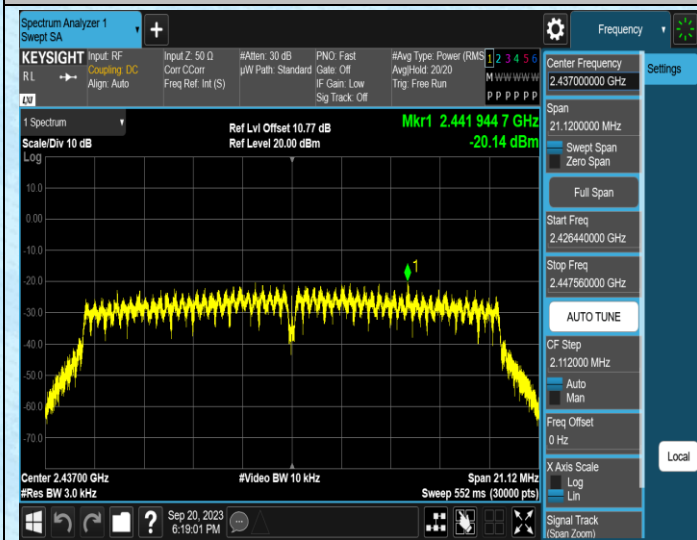 Spectrum Analyzer 1
Swept SA
+
Frequency
KEYSIGHT
RL
LXI
Input: RF
Coupling: DC
Align: Auto
Input Z: 50 Ω
Corr CCorr
Freq Ref: Int (S)
#Atten: 30 dB
µW Path: Standard
PNO: Fast
Gate: Off
IF Gain: Low
Sig Track: Off
#Avg Type: Power (RMS
Avg|Hold: 20/20
Trig: Free Run
1 2 3 4 5 6
M W W W W W
P P P P P P
1 Spectrum
Scale/Div 10 dB
Log
Ref Lvl Offset 10.77 dB
Ref Level 20.00 dBm
Mkr1 2.441 944 7 GHz
-20.14 dBm
10.0
0.00
-10.0
-20.0
-30.0
-40.0
-50.0
-60.0
-70.0
1
Center 2.43700 GHz
#Res BW 3.0 kHz
#Video BW 10 kHz
Span 21.12 MHz
Sweep 552 ms (30000 pts)
Sep 20, 2023
6:19:01 PM
?
Center Frequency
2.437000000 GHz
Span
21.1200000 MHz
Swept Span
Zero Span
Full Span
Start Freq
2.426440000 GHz
Stop Freq
2.447560000 GHz
AUTO TUNE
CF Step
2.112000 MHz
Auto
Man
Freq Offset
0 Hz
X Axis Scale
Log
Lin
Signal Track
(Span Zoom)
Settings
Local